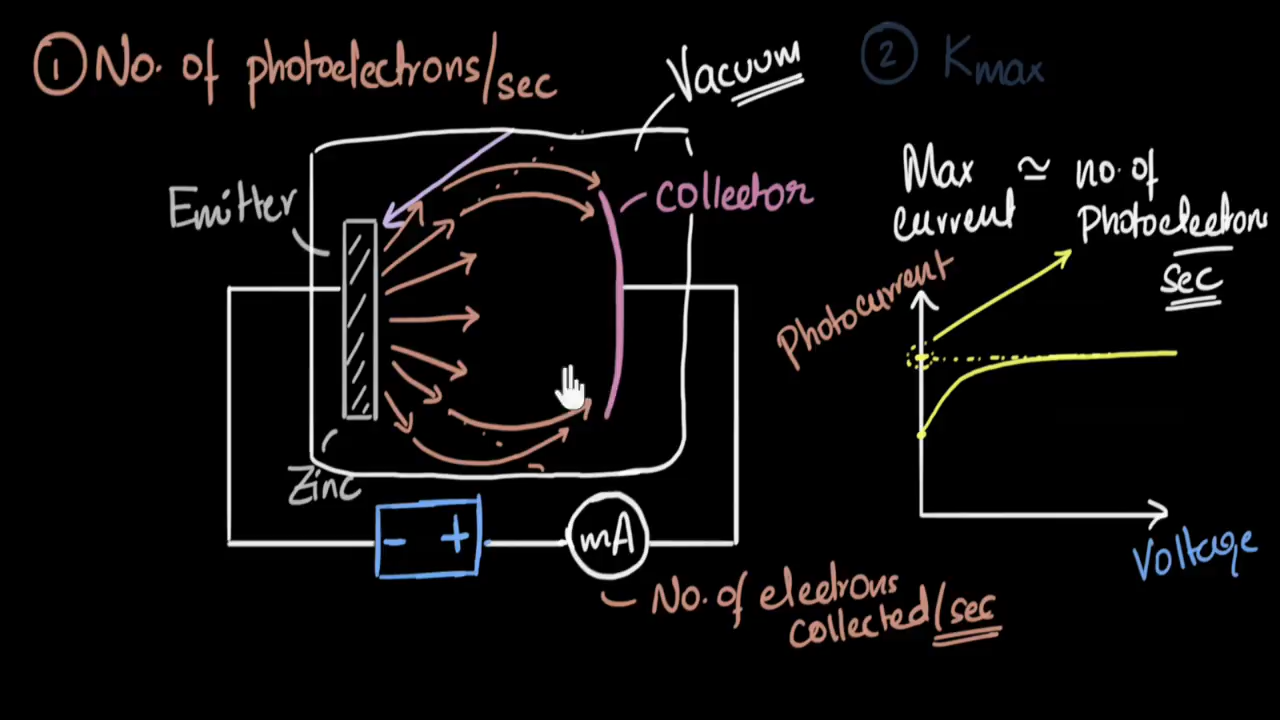 ① No. of photoelectrons/sec
Vacuum
② Kmax
Emitter
collector
Max ≃ no. of
current Photoelectrons
sec
Photocurrent
Zinc
- +
mA
Voltage
No. of electrons
collected/sec